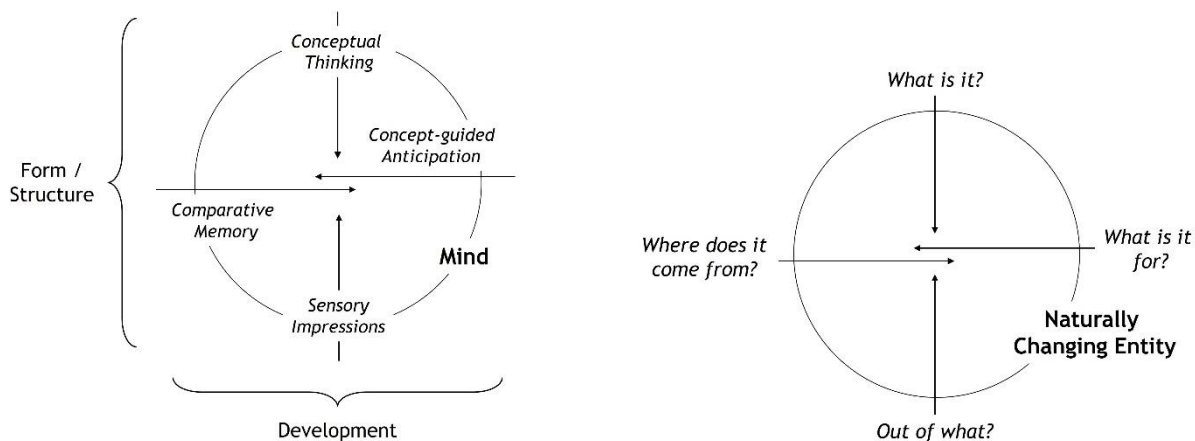 Conceptual
Thinking
Concept-guided
Anticipation
Form /
Structure
Comparative
Memory
Mind
Sensory
Impressions
Development
What is it?
Where does it
come from?
What is it
for?
Naturally
Changing Entity
Out of what?